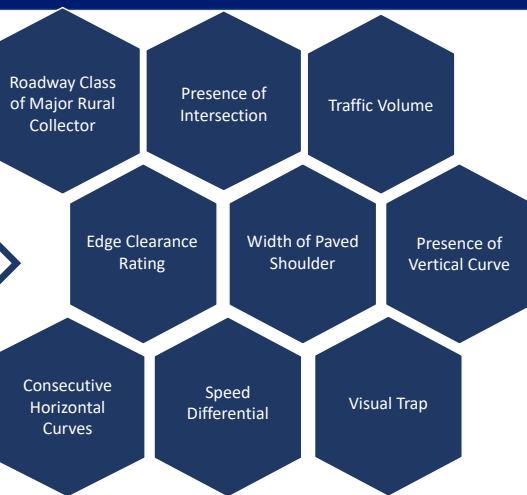 Roadway Class
of Major Rural
Collector
Presence of
Intersection
Traffic Volume
Edge Clearance
Rating
Width of Paved
Shoulder
Presence of
Vertical Curve
Consecutive
Horizontal
Curves
Speed
Differential
Visual Trap